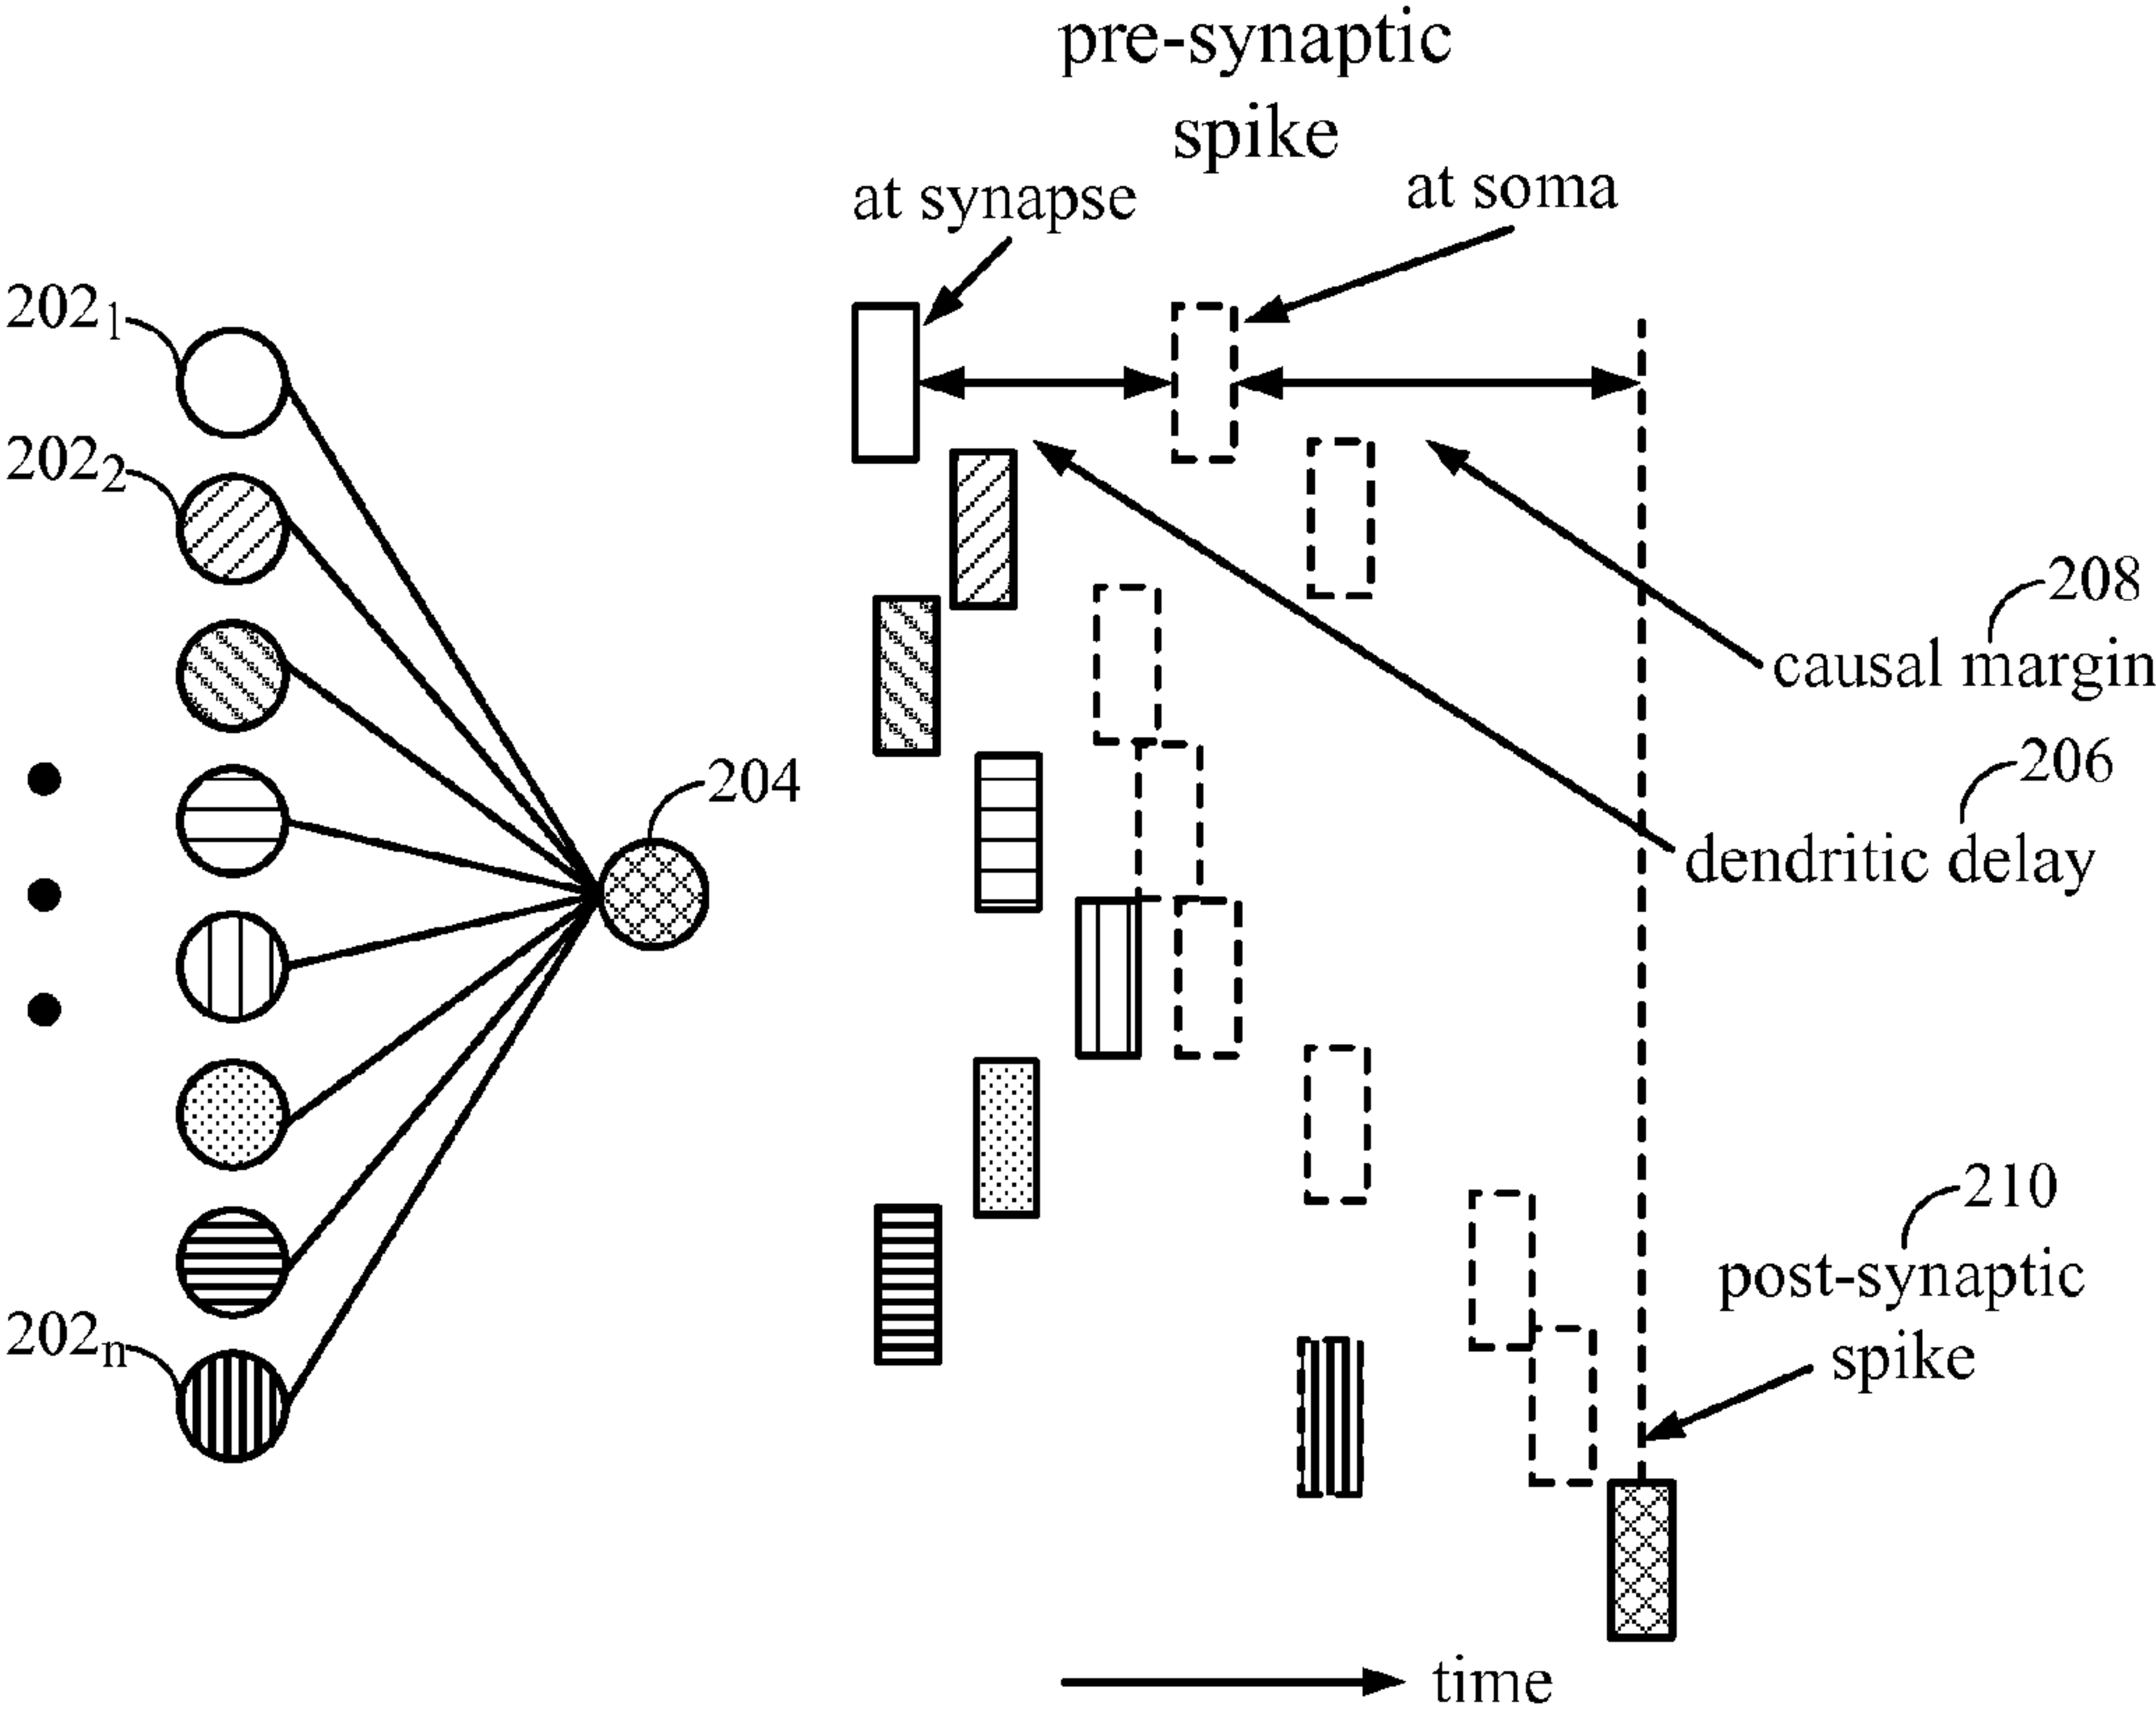 pre-synaptic
spike
at synapse
at soma
202₁
202₂
208
causal margin
206
204
dendritic delay
210
post-synaptic
spike
202ₙ
time